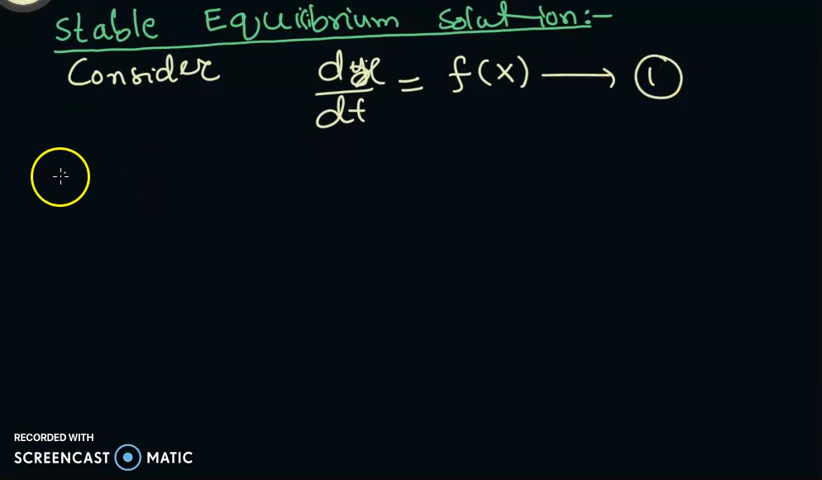 Stable Equilibrium Solution:-
Consider dx/dt = f(x) ⟶ ①
RECORDED WITH
SCREENCAST MATIC